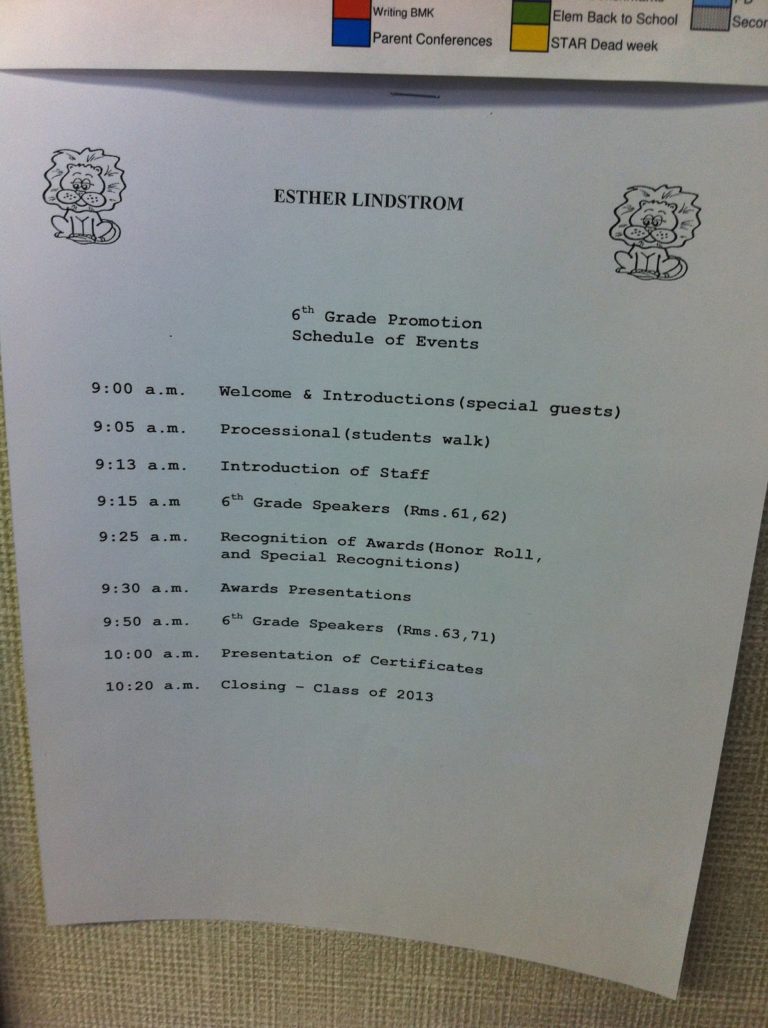 Writing BMK
Elem Back to School
Parent Conferences
STAR Dead week
ESTHER LINDSTROM
6th Grade Promotion
Schedule of Events
9:00 a.m. Welcome & Introductions(special guests)
9:05 a.m. Processional(students walk)
9:13 a.m. Introduction of Staff
9:15 a.m 6th Grade Speakers (Rms.61,62)
9:25 a.m. Recognition of Awards(Honor Roll,
and Special Recognitions)
9:30 a.m. Awards Presentations
9:50 a.m. 6th Grade Speakers (Rms.63,71)
10:00 a.m. Presentation of Certificates
10:20 a.m. Closing – Class of 2013